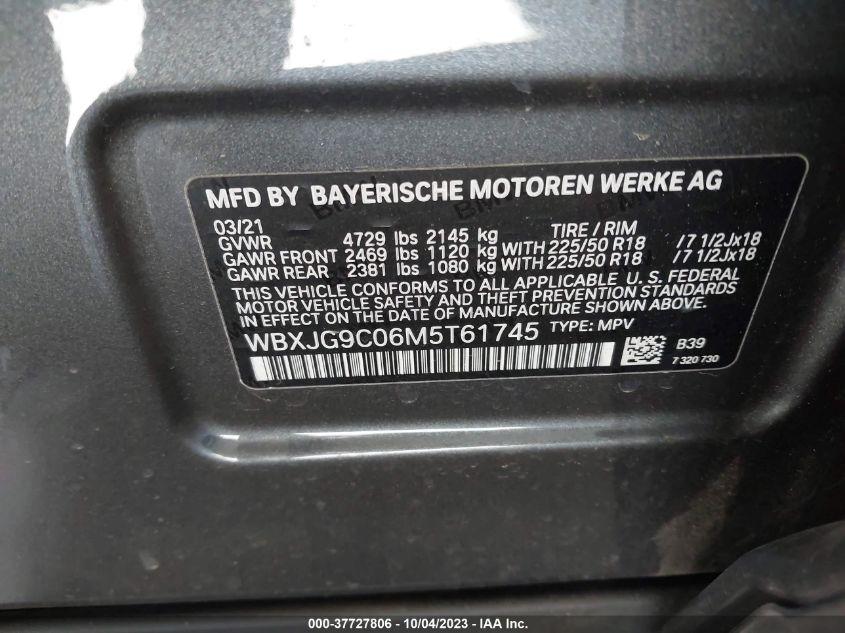 MFD BY BAYERISCHE MOTOREN WERKE AG
03/21 TIRE / RIM
GVWR 4729 lbs 2145 kg
GAWR FRONT 2469 lbs 1120 kg WITH 225/50 R18 /7 1/2Jx18
GAWR REAR 2381 lbs 1080 kg WITH 225/50 R18 /7 1/2Jx18
THIS VEHICLE CONFORMS TO ALL APPLICABLE U. S. FEDERAL
MOTOR VEHICLE SAFETY AND THEFT PREVENTION STANDARDS
IN EFFECT ON THE DATE OF MANUFACTURE SHOWN ABOVE.
WBXJG9C06M5T61745 TYPE: MPV
B39
7 320 730
000-37727806 - 10/04/2023 - IAA Inc.